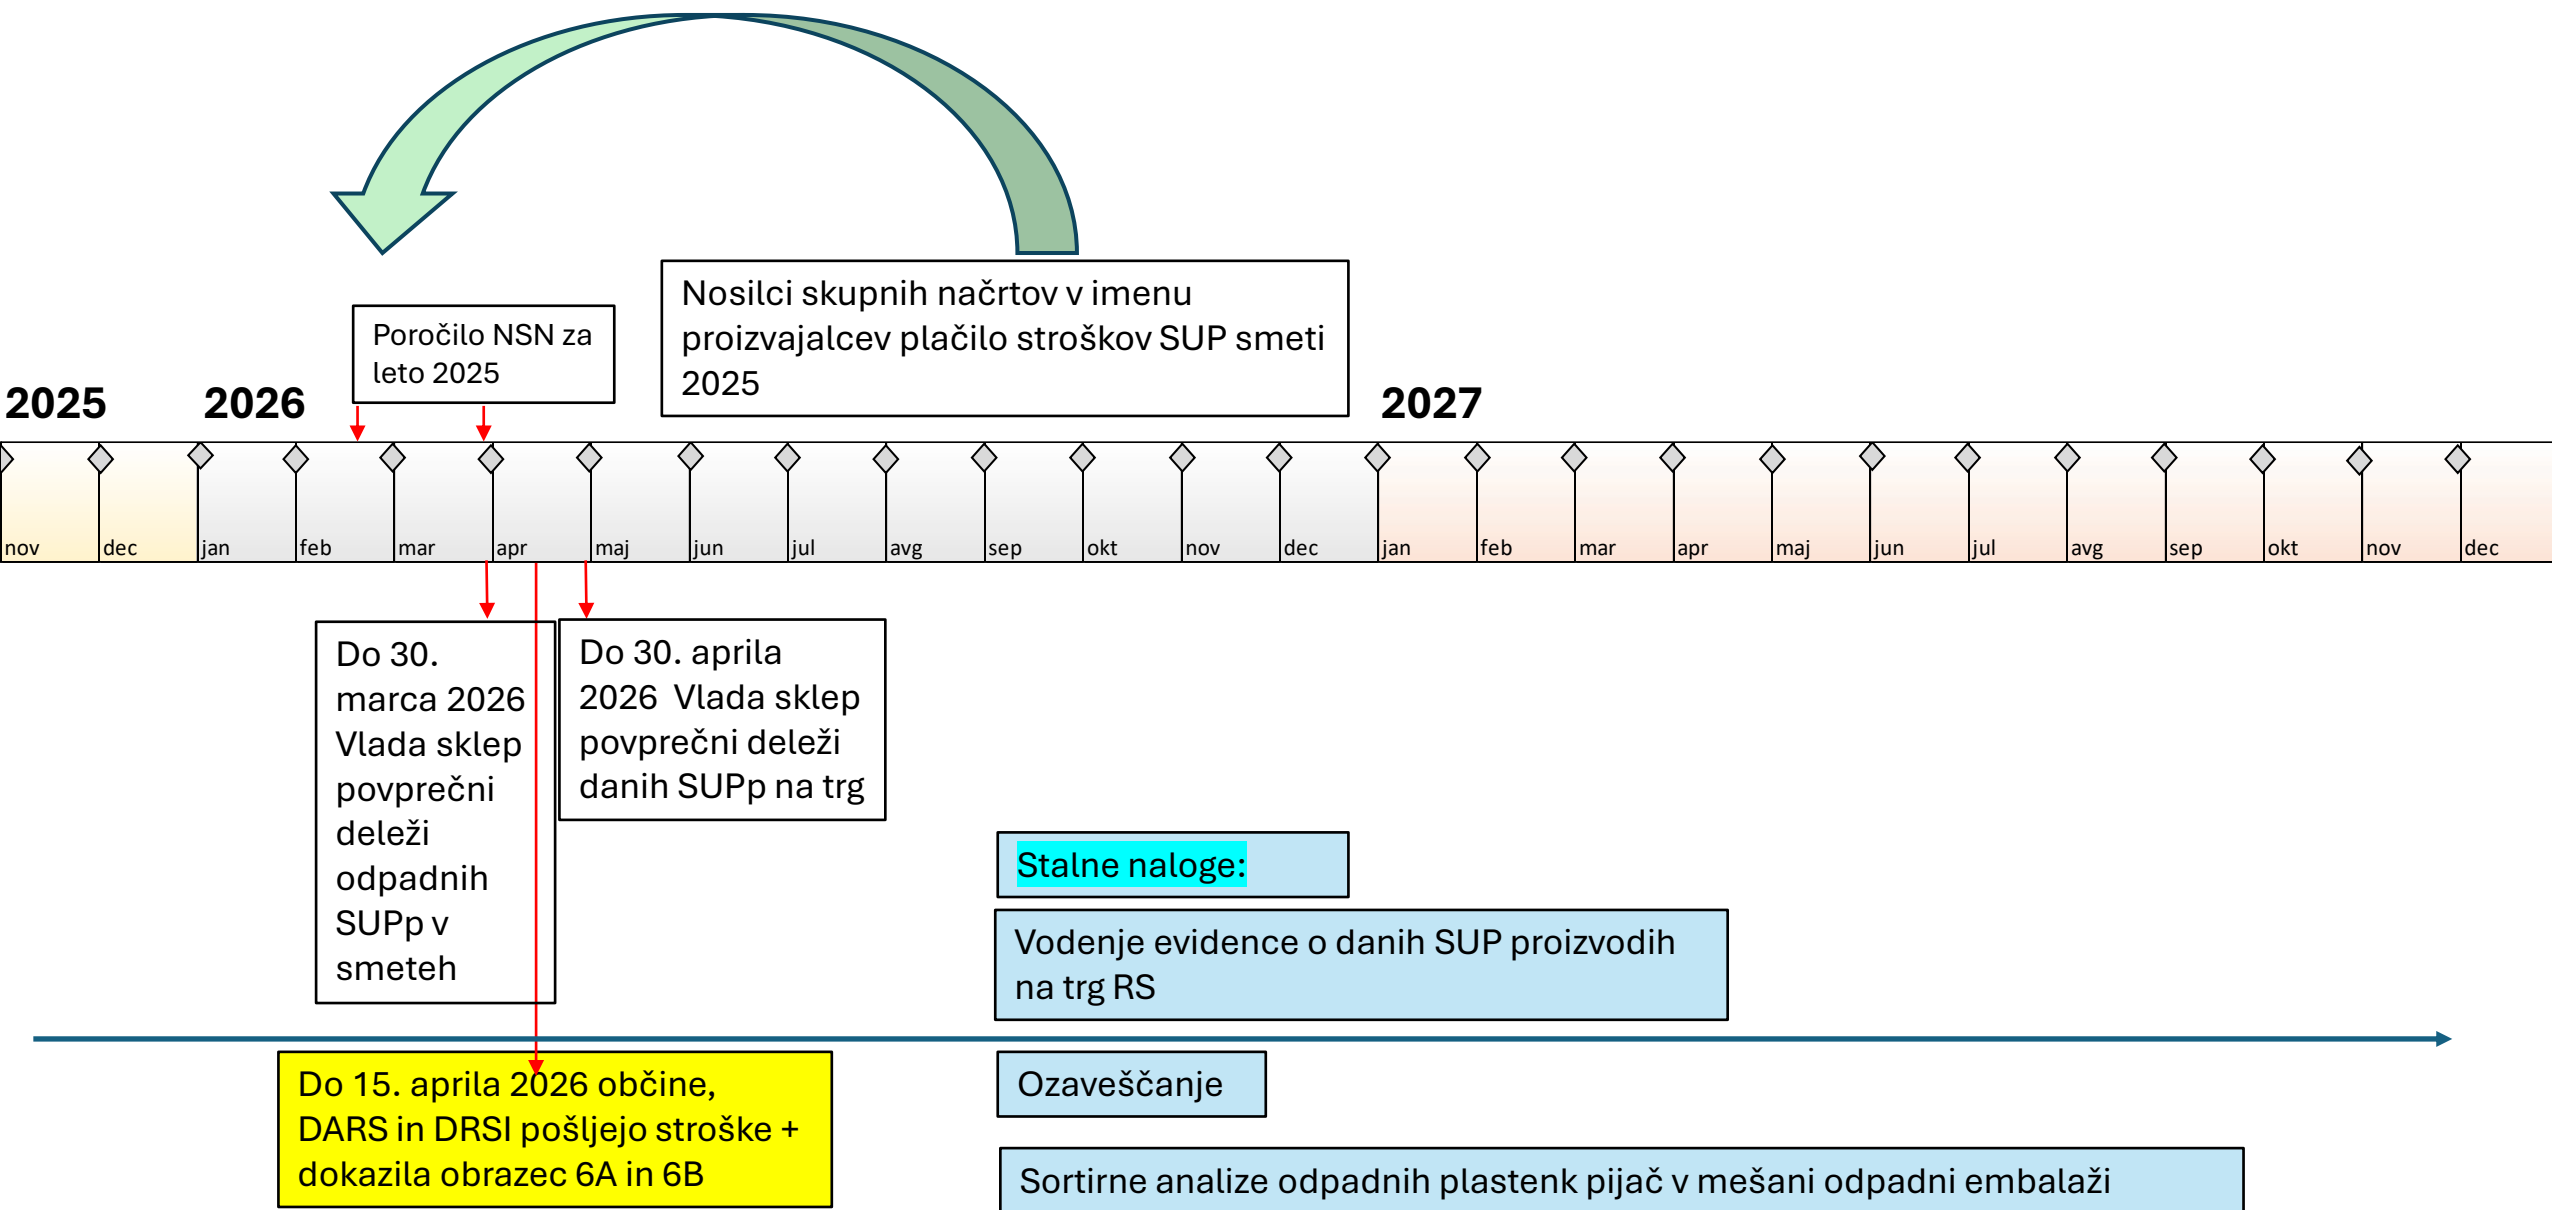 Nosilci skupnih načrtov v imenu
proizvajalcev plačilo stroškov SUP smeti
2025
Poročilo NSN za
leto 2025
2025
2026
2027
nov
dec
jan
feb
mar
apr
maj
jun
jul
avg
sep
okt
nov
dec
jan
feb
mar
apr
maj
jun
jul
avg
sep
okt
nov
dec
Do 30.
marca 2026
Vlada sklep
povprečni
deleži
odpadnih
SUPp v
smeteh
Do 30. aprila
2026  Vlada sklep
povprečni deleži
danih SUPp na trg
Stalne naloge:
Vodenje evidence o danih SUP proizvodih
na trg RS
Do 15. aprila 2026 občine,
DARS in DRSI pošljejo stroške +
dokazila obrazec 6A in 6B
Ozaveščanje
Sortirne analize odpadnih plastenk pijač v mešani odpadni embalaži